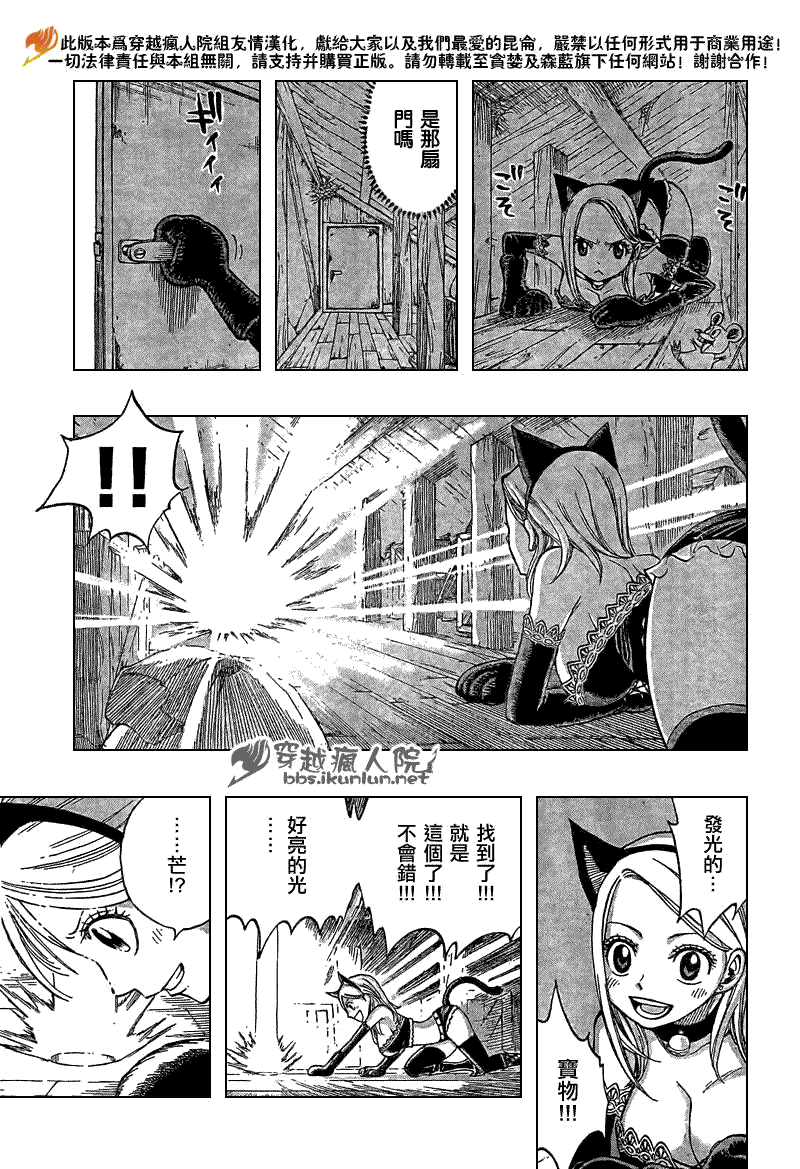 此版本爲穿越瘋人院組友情漢化，獻給大家以及我們最愛的昆侖，嚴禁以任何形式用于商業用途！
一切法律責任與本組無關，請支持并購買正版。請勿轉載至貪婪及森藍旗下任何網站！謝謝合作！
ごそ
ごそ
是那扇
門嗎
ギィィィ
!!
穿越瘋人院
bbs.ikunlun.net
發光的…
寶物!!!
找到了!!!
就是
這個了!!!
不會錯!!!
好亮的光
……
……芒!?